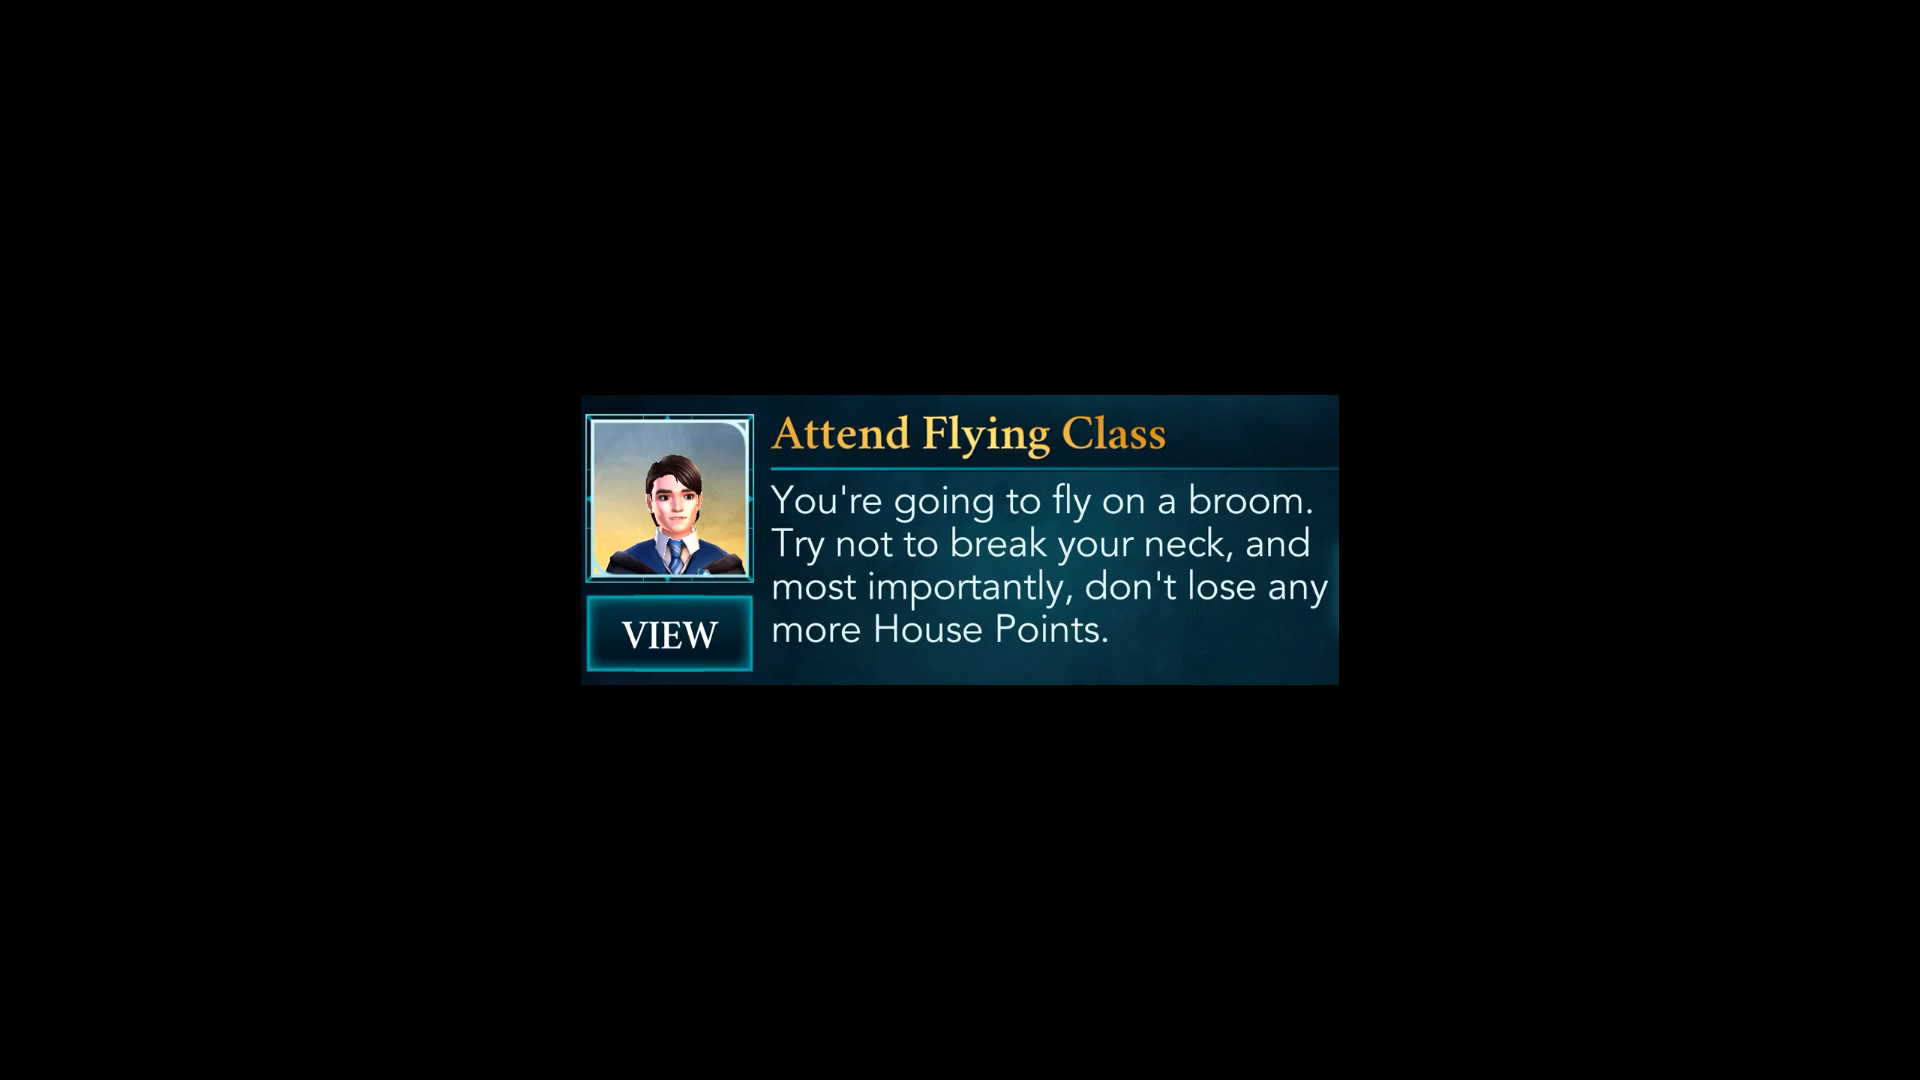 Attend Flying Class
You're going to fly on a broom.
Try not to break your neck, and
most importantly, don't lose any
more House Points.
VIEW